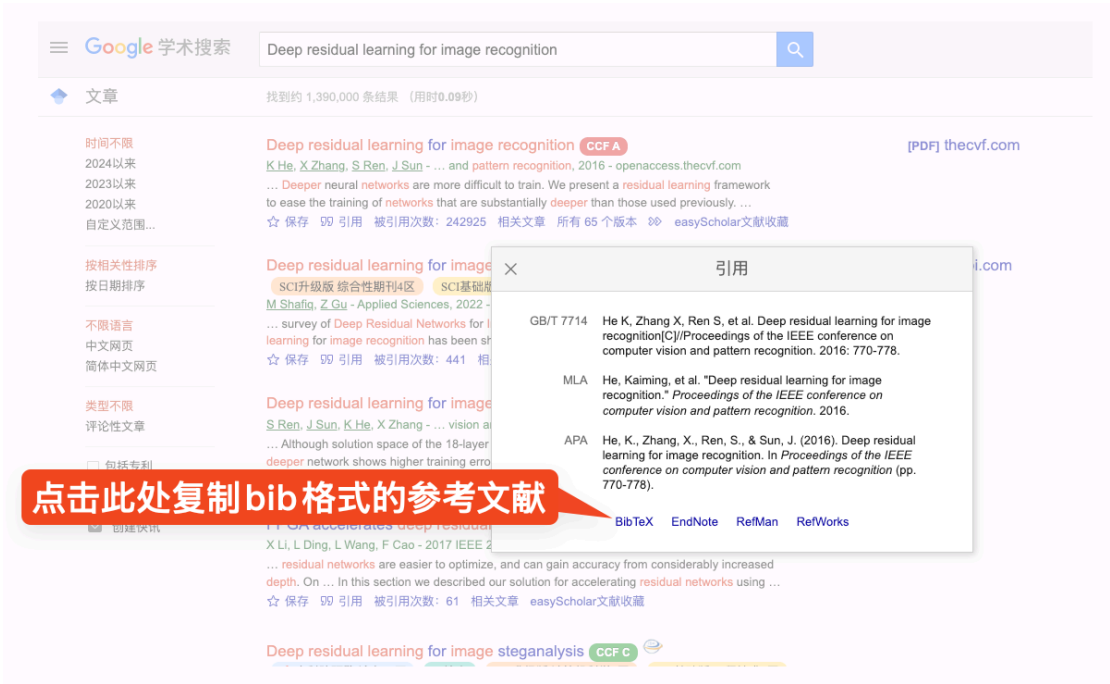 Google 学术搜索
Deep residual learning for image recognition
文章
找到约 1,390,000 条结果 （用时0.09秒）
时间不限
2024以来
2023以来
2020以来
自定义范围...
按相关性排序
按日期排序
不限语言
中文网页
简体中文网页
类型不限
评论性文章
包括专利
创建快讯
Deep residual learning for image recognition CCF A
[PDF] thecvf.com
K He, X Zhang, S Ren, J Sun - … and pattern recognition, 2016 - openaccess.thecvf.com
… Deeper neural networks are more difficult to train. We present a residual learning framework
to ease the training of networks that are substantially deeper than those used previously. …
保存 引用 被引用次数：242925 相关文章 所有 65 个版本 easyScholar文献收藏
Deep residual learning for image
i.com
SCI升级版 综合性期刊4区 SCI基础版
M Shafiq, Z Gu - Applied Sciences, 2022 -
… survey of Deep Residual Networks for
learning for image recognition has been
保存 引用 被引用次数：441
Deep residual learning for image
S Ren, J Sun, K He, X Zhang - … vision
… Although solution space of the 18-layer
deeper network shows higher training
FPGA accelerates deep residual
X Li, L Ding, L Wang, F Cao - 2017 IEEE
… residual networks are easier to optimize, and can gain accuracy from considerably increased
depth. On … In this section we described our solution for accelerating residual networks using …
保存 引用 被引用次数：61 相关文章 easyScholar文献收藏
Deep residual learning for image steganalysis CCF C
引用
GB/T 7714 He K, Zhang X, Ren S, et al. Deep residual learning for image
recognition[C]//Proceedings of the IEEE conference on
computer vision and pattern recognition. 2016: 770-778.
MLA He, Kaiming, et al. "Deep residual learning for image
recognition." Proceedings of the IEEE conference on
computer vision and pattern recognition. 2016.
APA He, K., Zhang, X., Ren, S., & Sun, J. (2016). Deep residual
learning for image recognition. In Proceedings of the IEEE
conference on computer vision and pattern recognition (pp.
770-778).
BibTeX EndNote RefMan RefWorks
点击此处复制bib格式的参考文献